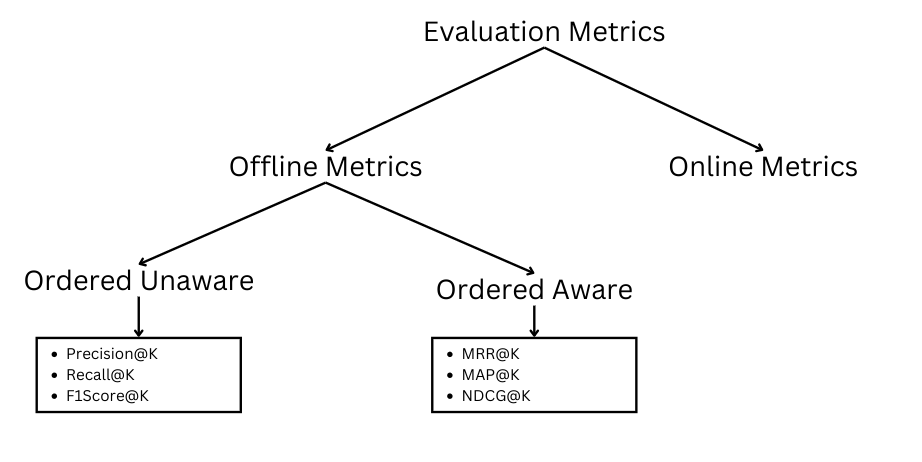 Evaluation Metrics
Offline Metrics
Online Metrics
Ordered Unaware
Ordered Aware
• Precision@K
• Recall@K
• F1Score@K
• MRR@K
• MAP@K
• NDCG@K